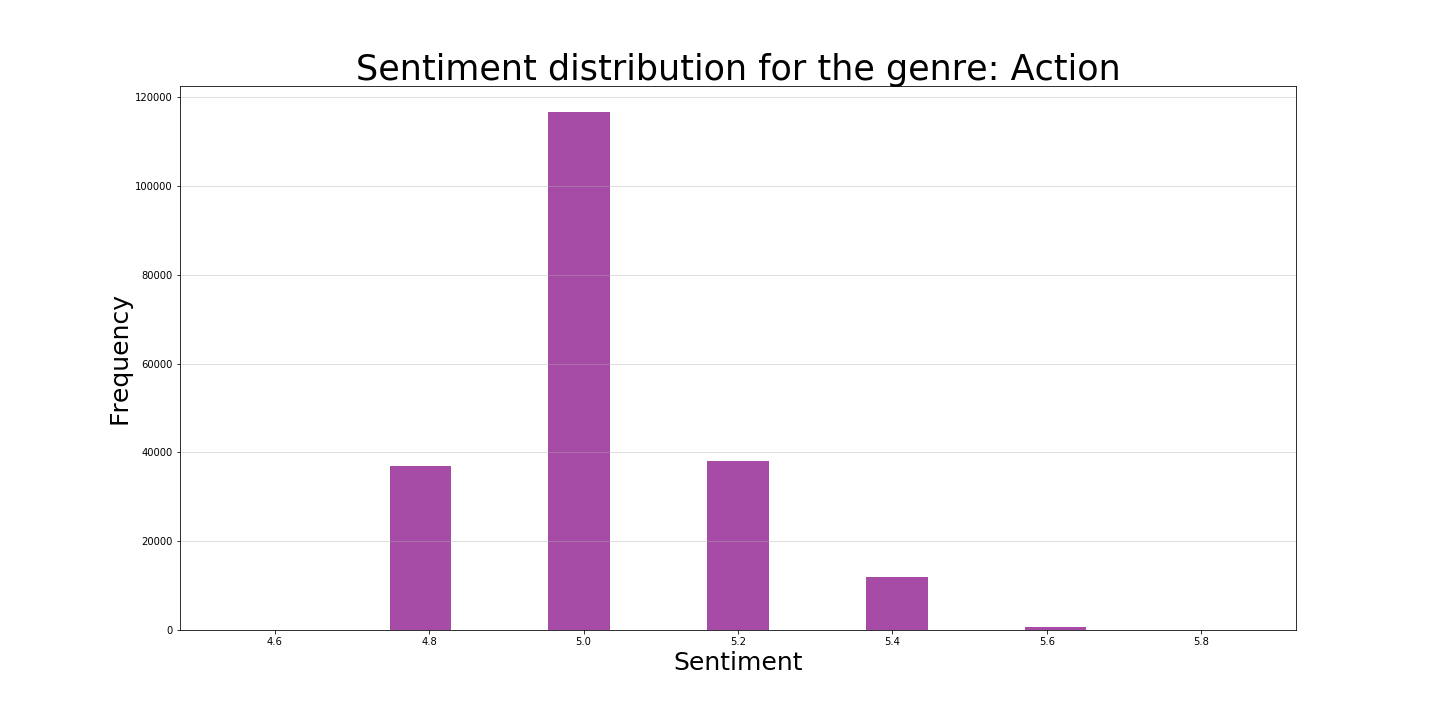 Sentiment distribution for the genre: Action
120000
100000
80000
60000
40000
20000
0
Frequency
4.6 4.8 5.0 5.2 5.4 5.6 5.8
Sentiment